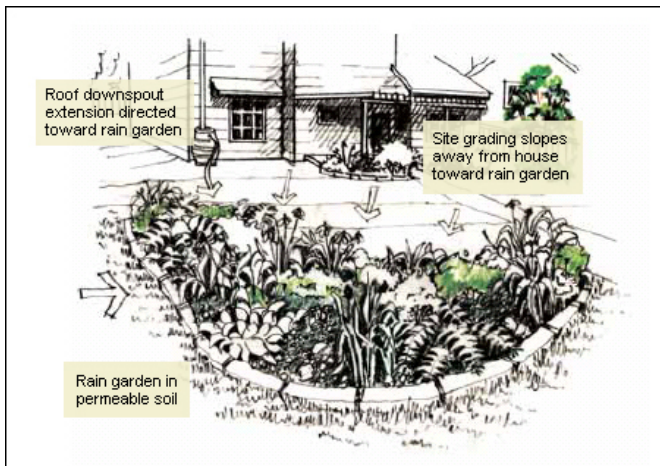 Roof downspout
extension directed
toward rain garden
Site grading slopes
away from house
toward rain garden
Rain garden in
permeable soil